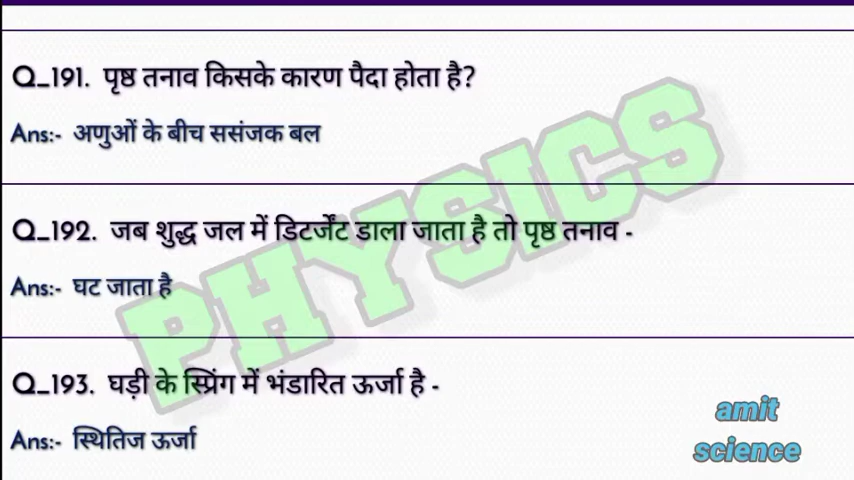 Q_191. पृष्ठ तनाव किसके कारण पैदा होता है?
Ans:- अणुओं के बीच ससंजक बल
Q_192. जब शुद्ध जल में डिटर्जेंट डाला जाता है तो पृष्ठ तनाव -
Ans:- घट जाता है
Q_193. घड़ी के स्प्रिंग में भंडारित ऊर्जा है -
Ans:- स्थितिज ऊर्जा
PHYSICS
amit
science